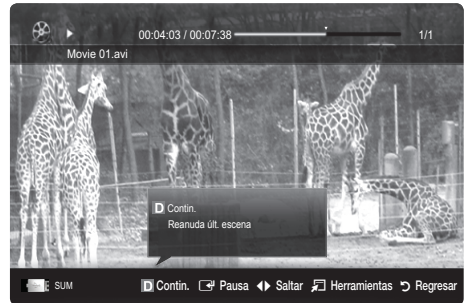 00:04:03 / 00:07:38 1/1
Movie 01.avi
D Contin.
Reanuda últ. escena
SUM D Contin. Pausa Saltar Herramientas Regresar